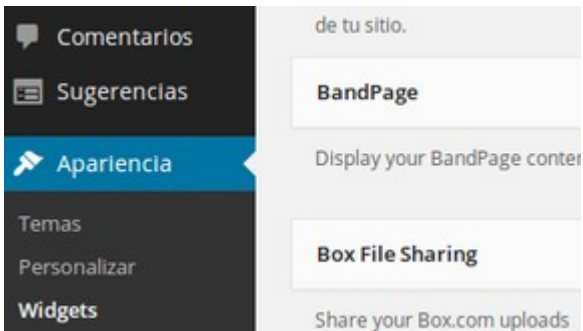 Comentarios
Sugerencias
Apariencia
Temas
Personalizar
Widgets
de tu sitio.
BandPage
Display your BandPage
Box File Sharing
Share your Box.com uploads